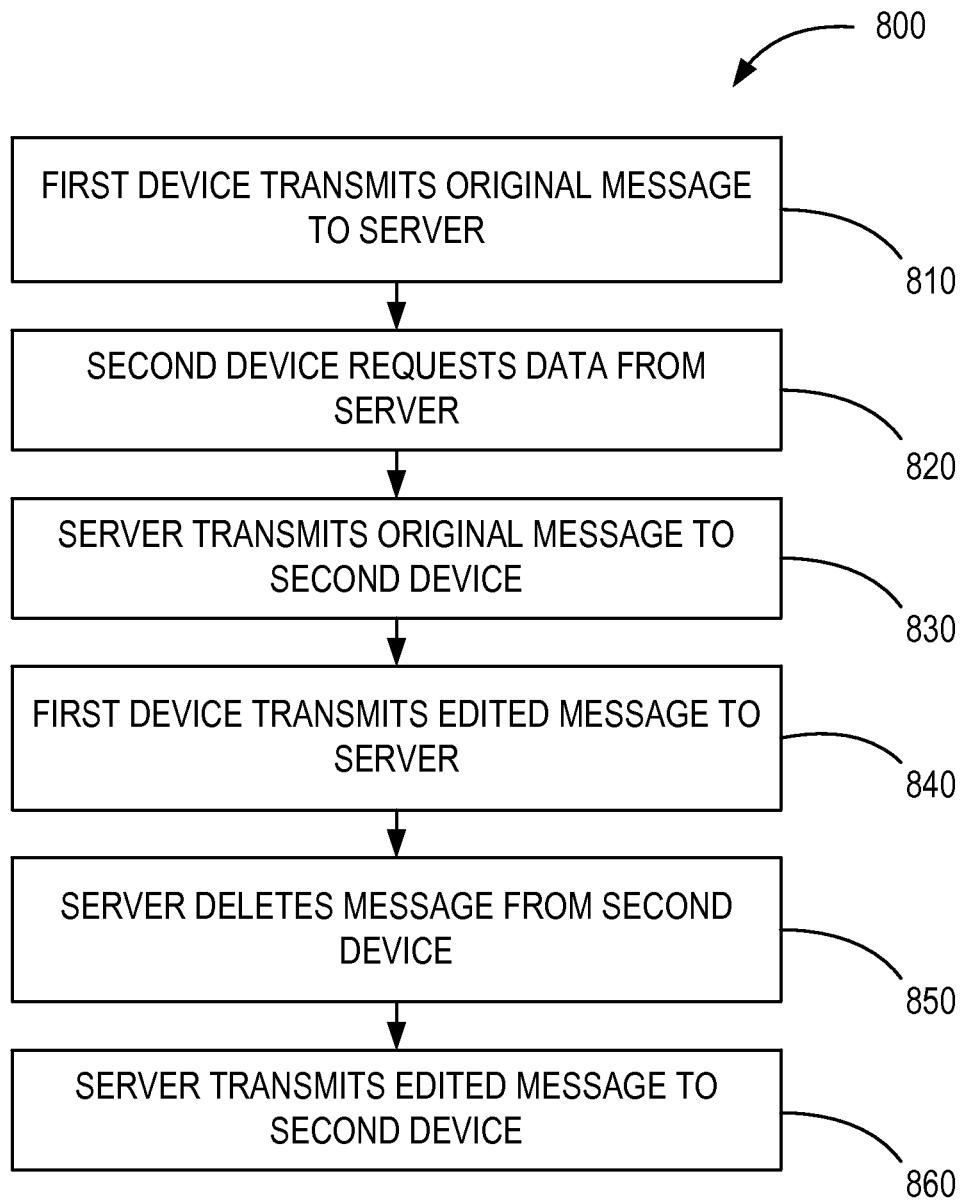 800
FIRST DEVICE TRANSMITS ORIGINAL MESSAGE
TO SERVER
810
SECOND DEVICE REQUESTS DATA FROM
SERVER
820
SERVER TRANSMITS ORIGINAL MESSAGE TO
SECOND DEVICE
830
FIRST DEVICE TRANSMITS EDITED MESSAGE TO
SERVER
840
SERVER DELETES MESSAGE FROM SECOND
DEVICE
850
SERVER TRANSMITS EDITED MESSAGE TO
SECOND DEVICE
860